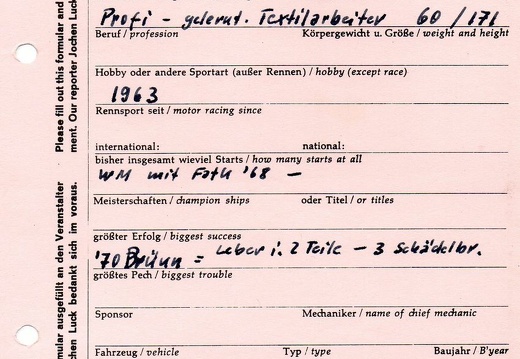 Profi - gelernt. Textilarbeiter 60 / 171
Beruf / profession Körpergewicht u. Größe / weight and height
Hobby oder andere Sportart (außer Rennen) / hobby (except race)
1963
Rennsport seit / motor racing since
international: national:
bisher insgesamt wieviel Starts / how many starts at all
WM mit Fath '68 —
Meisterschaften / champion ships oder Titel / or titles
größter Erfolg / biggest success
'70 Brünn = Leber i. 2 Teile - 3 Schädelbr.
größtes Pech / biggest trouble
Sponsor Mechaniker / name of chief mechanic
Fahrzeug / vehicle Typ / type Baujahr / B'year
Please fill out this formular and
ment. Our reporter Jochen Luck
mular ausgefüllt an den Veranstalter
chen Luck bedankt sich im voraus.